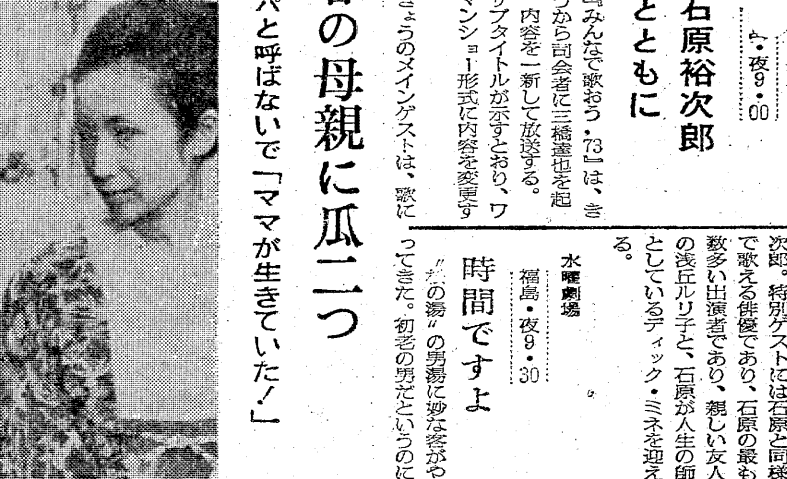 ・夜9・00
石原裕次郎
とともに
『みんなで歌おう・73』は、き
うから司会者に三橋達也を起
内容を一新して放送する。
ブタイトルが示すとおり、ワ
マンショー形式に内容を変更す
ょうのメインゲストは、歌に
次郎。特別ゲストには石原と同様
で歌える俳優であり、石原の最も
数多い出演者であり、親しい友人
の浅丘ルリ子と、石原が人生の師
としているディック・ミネを迎え
る。
水曜劇場
福島・夜9・30
時間ですよ
の湯〟の男湯に妙な客がや
ってきた。初老の男だというのに
の母親に瓜二つ
と呼ばないで「ママが生きていた！」